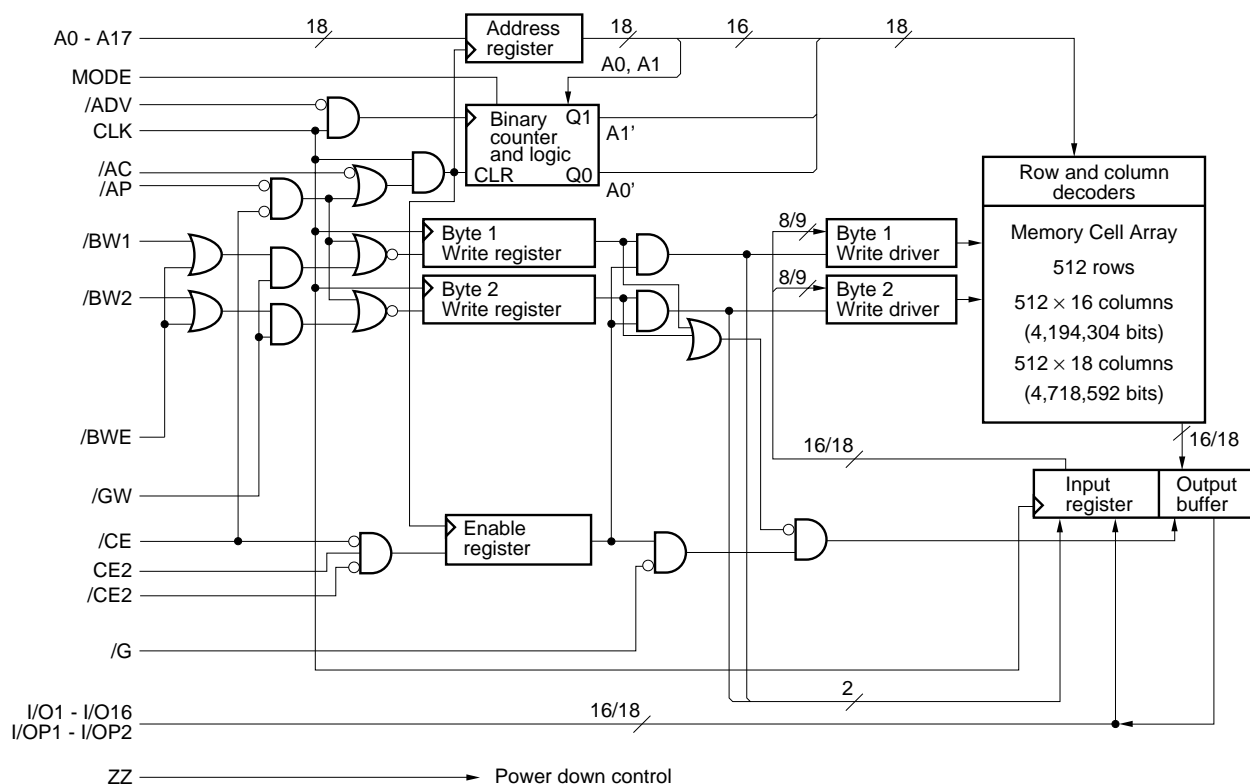 A0 - A17
18
Address
register
18
16
18
A0, A1
MODE
/ADV
CLK
Binary
counter
and logic
Q1
A1’
CLR
Q0
A0’
/AC
/AP
Row and column
decoders
Memory Cell Array
512 rows
512 × 16 columns
(4,194,304 bits)
512 × 18 columns
(4,718,592 bits)
/BW1
Byte 1
Write register
8/9
Byte 1
Write driver
/BW2
Byte 2
Write register
8/9
Byte 2
Write driver
/BWE
16/18
16/18
/GW
Input
register
Output
buffer
/CE
CE2
/CE2
Enable
register
/G
2
I/O1 - I/O16
I/OP1 - I/OP2
16/18
ZZ
Power down control